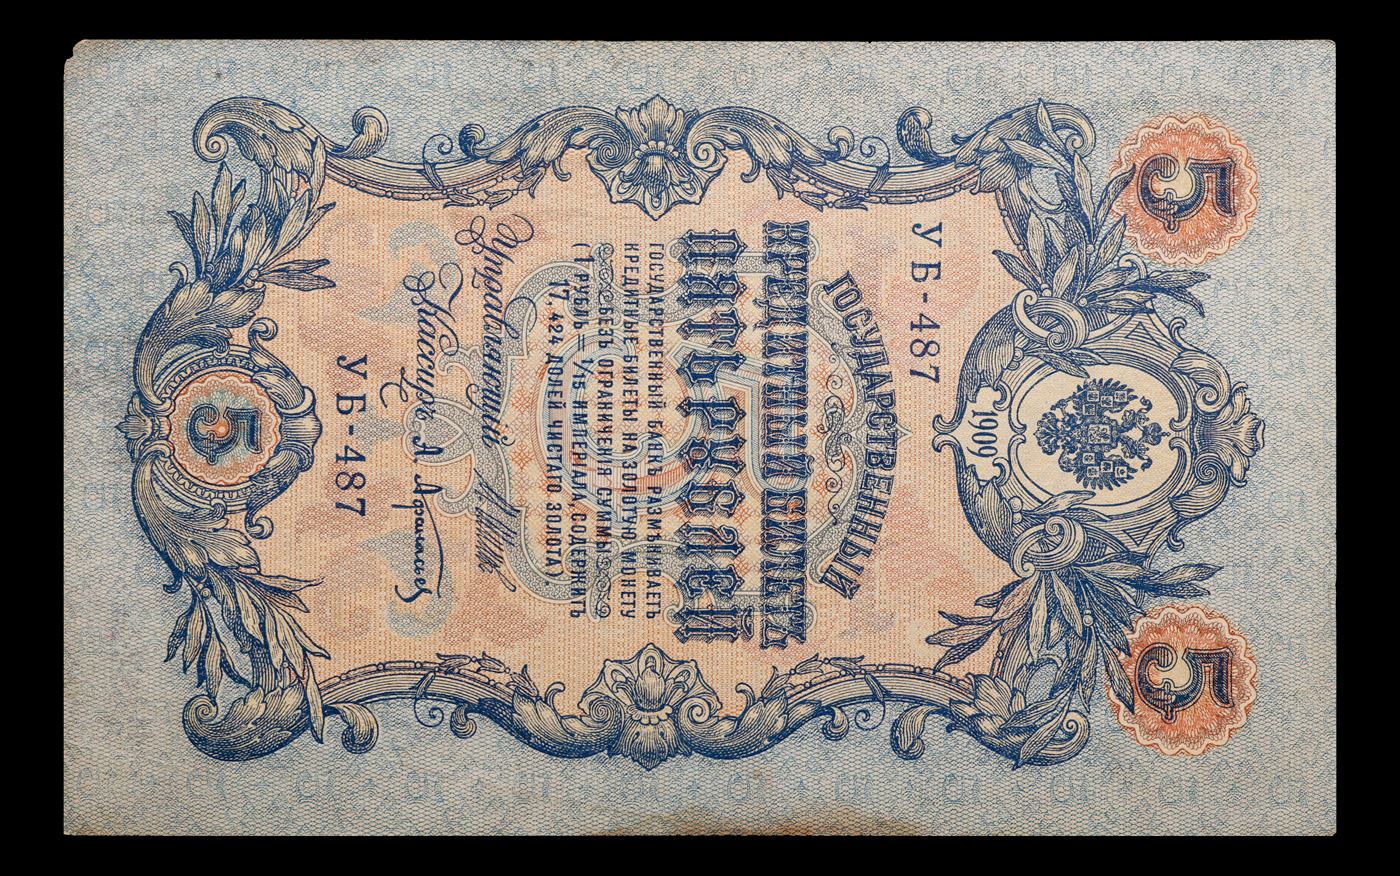 5 5
1909
УБ-487
ГОСУДАРСТВЕННЫЙ
КРЕДИТНЫЙ БИЛЕТЪ
ПЯТЬ РУБЛЕЙ
ГОСУДАРСТВЕННЫЙ БАНКЪ РАЗМѢНИВАЕТЪ
КРЕДИТНЫЕ БИЛЕТЫ НА ЗОЛОТУЮ МОНЕТУ
БЕЗЪ ОГРАНИЧЕНІЯ СУММЫ
(1 РУБЛЬ = 1/15 ИМПЕРІАЛА, СОДЕРЖИТЪ
17,424 ДОЛЕЙ ЧИСТАГО ЗОЛОТА)
Управляющій
Кассиръ
УБ-487
5